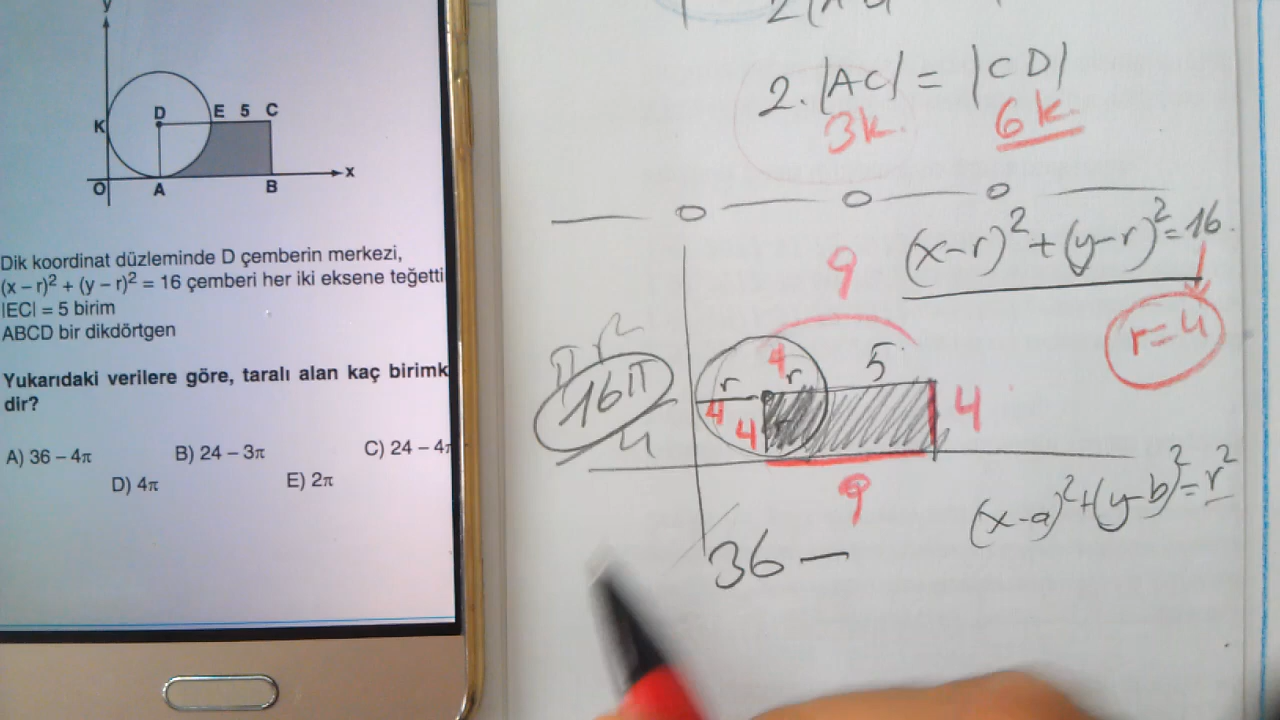 y
K D E 5 C
O A B x
Dik koordinat düzleminde D çemberin merkezi,
(x – r)² + (y – r)² = 16 çemberi her iki eksene teğetti
|EC| = 5 birim
ABCD bir dikdörtgen
Yukarıdaki verilere göre, taralı alan kaç birimk
dir?
A) 36 – 4π B) 24 – 3π C) 24 – 4π
D) 4π E) 2π
2. |AC| = |CD|
3k 6k
9 (x-r)²+(y-r)²=16
r=4
πr² 4 5
16π r r
4 4 4
4
9 (x-a)²+(y-b)²=r²
36 —